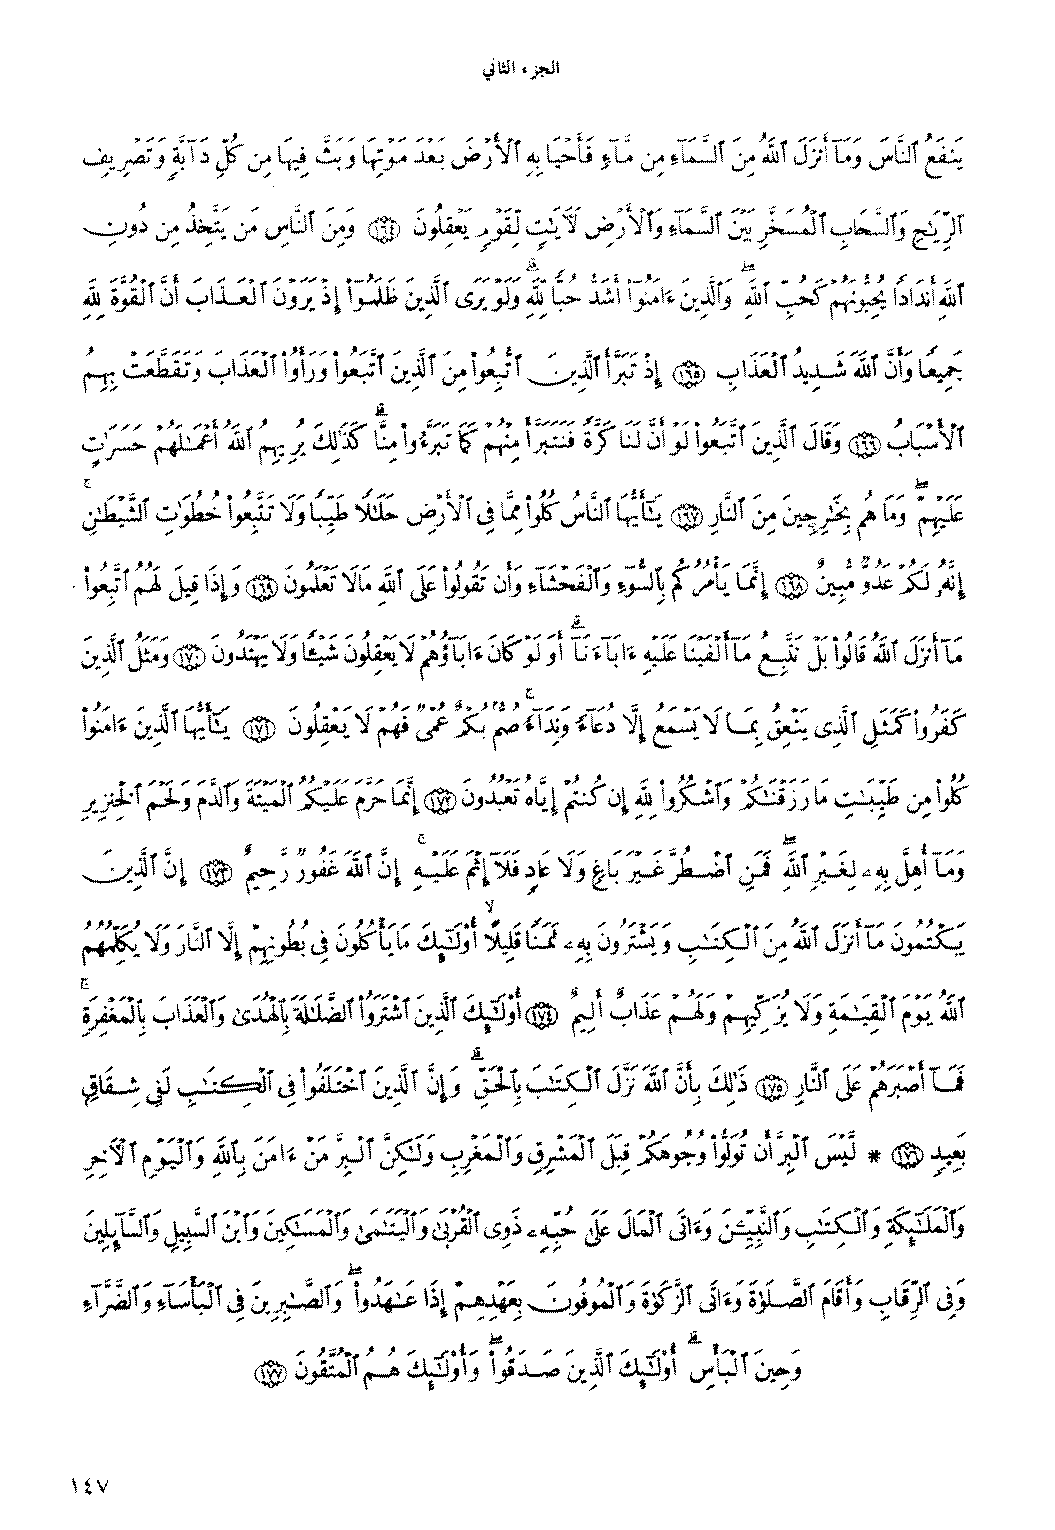 الجزء الثاني
يَنفَعُ ٱلنَّاسَ وَمَآ أَنزَلَ ٱللَّهُ مِنَ ٱلسَّمَآءِ مِن مَّآءٍ فَأَحْيَا بِهِ ٱلْأَرْضَ بَعْدَ مَوْتِهَا وَبَثَّ فِيهَا مِن كُلِّ دَآبَّةٍ وَتَصْرِيفِ
ٱلرِّيَـٰحِ وَٱلسَّحَابِ ٱلْمُسَخَّرِ بَيْنَ ٱلسَّمَآءِ وَٱلْأَرْضِ لَـَٔايَـٰتٍ لِّقَوْمٍ يَعْقِلُونَ ﴿١٦٤﴾ وَمِنَ ٱلنَّاسِ مَن يَتَّخِذُ مِن دُونِ
ٱللَّهِ أَندَادًا يُحِبُّونَهُمْ كَحُبِّ ٱللَّهِ ۖ وَٱلَّذِينَ ءَامَنُوٓا۟ أَشَدُّ حُبًّا لِّلَّهِ ۗ وَلَوْ يَرَى ٱلَّذِينَ ظَلَمُوٓا۟ إِذْ يَرَوْنَ ٱلْعَذَابَ أَنَّ ٱلْقُوَّةَ لِلَّهِ
جَمِيعًا وَأَنَّ ٱللَّهَ شَدِيدُ ٱلْعَذَابِ ﴿١٦٥﴾ إِذْ تَبَرَّأَ ٱلَّذِينَ ٱتُّبِعُوا۟ مِنَ ٱلَّذِينَ ٱتَّبَعُوا۟ وَرَأَوُا۟ ٱلْعَذَابَ وَتَقَطَّعَتْ بِهِمُ
ٱلْأَسْبَابُ ﴿١٦٦﴾ وَقَالَ ٱلَّذِينَ ٱتَّبَعُوا۟ لَوْ أَنَّ لَنَا كَرَّةً فَنَتَبَرَّأَ مِنْهُمْ كَمَا تَبَرَّءُوا۟ مِنَّا ۗ كَذَٰلِكَ يُرِيهِمُ ٱللَّهُ أَعْمَـٰلَهُمْ حَسَرَٰتٍ
عَلَيْهِمْ ۖ وَمَا هُم بِخَـٰرِجِينَ مِنَ ٱلنَّارِ ﴿١٦٧﴾ يَـٰٓأَيُّهَا ٱلنَّاسُ كُلُوا۟ مِمَّا فِى ٱلْأَرْضِ حَلَـٰلًا طَيِّبًا وَلَا تَتَّبِعُوا۟ خُطُوَٰتِ ٱلشَّيْطَـٰنِ ۚ
إِنَّهُۥ لَكُمْ عَدُوٌّ مُّبِينٌ ﴿١٦٨﴾ إِنَّمَا يَأْمُرُكُم بِٱلسُّوٓءِ وَٱلْفَحْشَآءِ وَأَن تَقُولُوا۟ عَلَى ٱللَّهِ مَا لَا تَعْلَمُونَ ﴿١٦٩﴾ وَإِذَا قِيلَ لَهُمُ ٱتَّبِعُوا۟
مَآ أَنزَلَ ٱللَّهُ قَالُوا۟ بَلْ نَتَّبِعُ مَآ أَلْفَيْنَا عَلَيْهِ ءَابَآءَنَآ ۗ أَوَلَوْ كَانَ ءَابَآؤُهُمْ لَا يَعْقِلُونَ شَيْـًٔا وَلَا يَهْتَدُونَ ﴿١٧٠﴾ وَمَثَلُ ٱلَّذِينَ
كَفَرُوا۟ كَمَثَلِ ٱلَّذِى يَنْعِقُ بِمَا لَا يَسْمَعُ إِلَّا دُعَآءً وَنِدَآءً ۚ صُمٌّۢ بُكْمٌ عُمْىٌ فَهُمْ لَا يَعْقِلُونَ ﴿١٧١﴾ يَـٰٓأَيُّهَا ٱلَّذِينَ ءَامَنُوا۟
كُلُوا۟ مِن طَيِّبَـٰتِ مَا رَزَقْنَـٰكُمْ وَٱشْكُرُوا۟ لِلَّهِ إِن كُنتُمْ إِيَّاهُ تَعْبُدُونَ ﴿١٧٢﴾ إِنَّمَا حَرَّمَ عَلَيْكُمُ ٱلْمَيْتَةَ وَٱلدَّمَ وَلَحْمَ ٱلْخِنزِيرِ
وَمَآ أُهِلَّ بِهِۦ لِغَيْرِ ٱللَّهِ ۖ فَمَنِ ٱضْطُرَّ غَيْرَ بَاغٍ وَلَا عَادٍ فَلَآ إِثْمَ عَلَيْهِ ۚ إِنَّ ٱللَّهَ غَفُورٌ رَّحِيمٌ ﴿١٧٣﴾ إِنَّ ٱلَّذِينَ
يَكْتُمُونَ مَآ أَنزَلَ ٱللَّهُ مِنَ ٱلْكِتَـٰبِ وَيَشْتَرُونَ بِهِۦ ثَمَنًا قَلِيلًا ۙ أُو۟لَـٰٓئِكَ مَا يَأْكُلُونَ فِى بُطُونِهِمْ إِلَّا ٱلنَّارَ وَلَا يُكَلِّمُهُمُ
ٱللَّهُ يَوْمَ ٱلْقِيَـٰمَةِ وَلَا يُزَكِّيهِمْ وَلَهُمْ عَذَابٌ أَلِيمٌ ﴿١٧٤﴾ أُو۟لَـٰٓئِكَ ٱلَّذِينَ ٱشْتَرَوُا۟ ٱلضَّلَـٰلَةَ بِٱلْهُدَىٰ وَٱلْعَذَابَ بِٱلْمَغْفِرَةِ ۚ
فَمَآ أَصْبَرَهُمْ عَلَى ٱلنَّارِ ﴿١٧٥﴾ ذَٰلِكَ بِأَنَّ ٱللَّهَ نَزَّلَ ٱلْكِتَـٰبَ بِٱلْحَقِّ ۗ وَإِنَّ ٱلَّذِينَ ٱخْتَلَفُوا۟ فِى ٱلْكِتَـٰبِ لَفِى شِقَاقٍۭ
بَعِيدٍ ﴿١٧٦﴾ * لَّيْسَ ٱلْبِرَّ أَن تُوَلُّوا۟ وُجُوهَكُمْ قِبَلَ ٱلْمَشْرِقِ وَٱلْمَغْرِبِ وَلَـٰكِنَّ ٱلْبِرَّ مَنْ ءَامَنَ بِٱللَّهِ وَٱلْيَوْمِ ٱلْـَٔاخِرِ
وَٱلْمَلَـٰٓئِكَةِ وَٱلْكِتَـٰبِ وَٱلنَّبِيِّـۧنَ وَءَاتَى ٱلْمَالَ عَلَىٰ حُبِّهِۦ ذَوِى ٱلْقُرْبَىٰ وَٱلْيَتَـٰمَىٰ وَٱلْمَسَـٰكِينَ وَٱبْنَ ٱلسَّبِيلِ وَٱلسَّآئِلِينَ
وَفِى ٱلرِّقَابِ وَأَقَامَ ٱلصَّلَوٰةَ وَءَاتَى ٱلزَّكَوٰةَ وَٱلْمُوفُونَ بِعَهْدِهِمْ إِذَا عَـٰهَدُوا۟ ۖ وَٱلصَّـٰبِرِينَ فِى ٱلْبَأْسَآءِ وَٱلضَّرَّآءِ
وَحِينَ ٱلْبَأْسِ ۗ أُو۟لَـٰٓئِكَ ٱلَّذِينَ صَدَقُوا۟ ۖ وَأُو۟لَـٰٓئِكَ هُمُ ٱلْمُتَّقُونَ ﴿١٧٧﴾
١٤٧